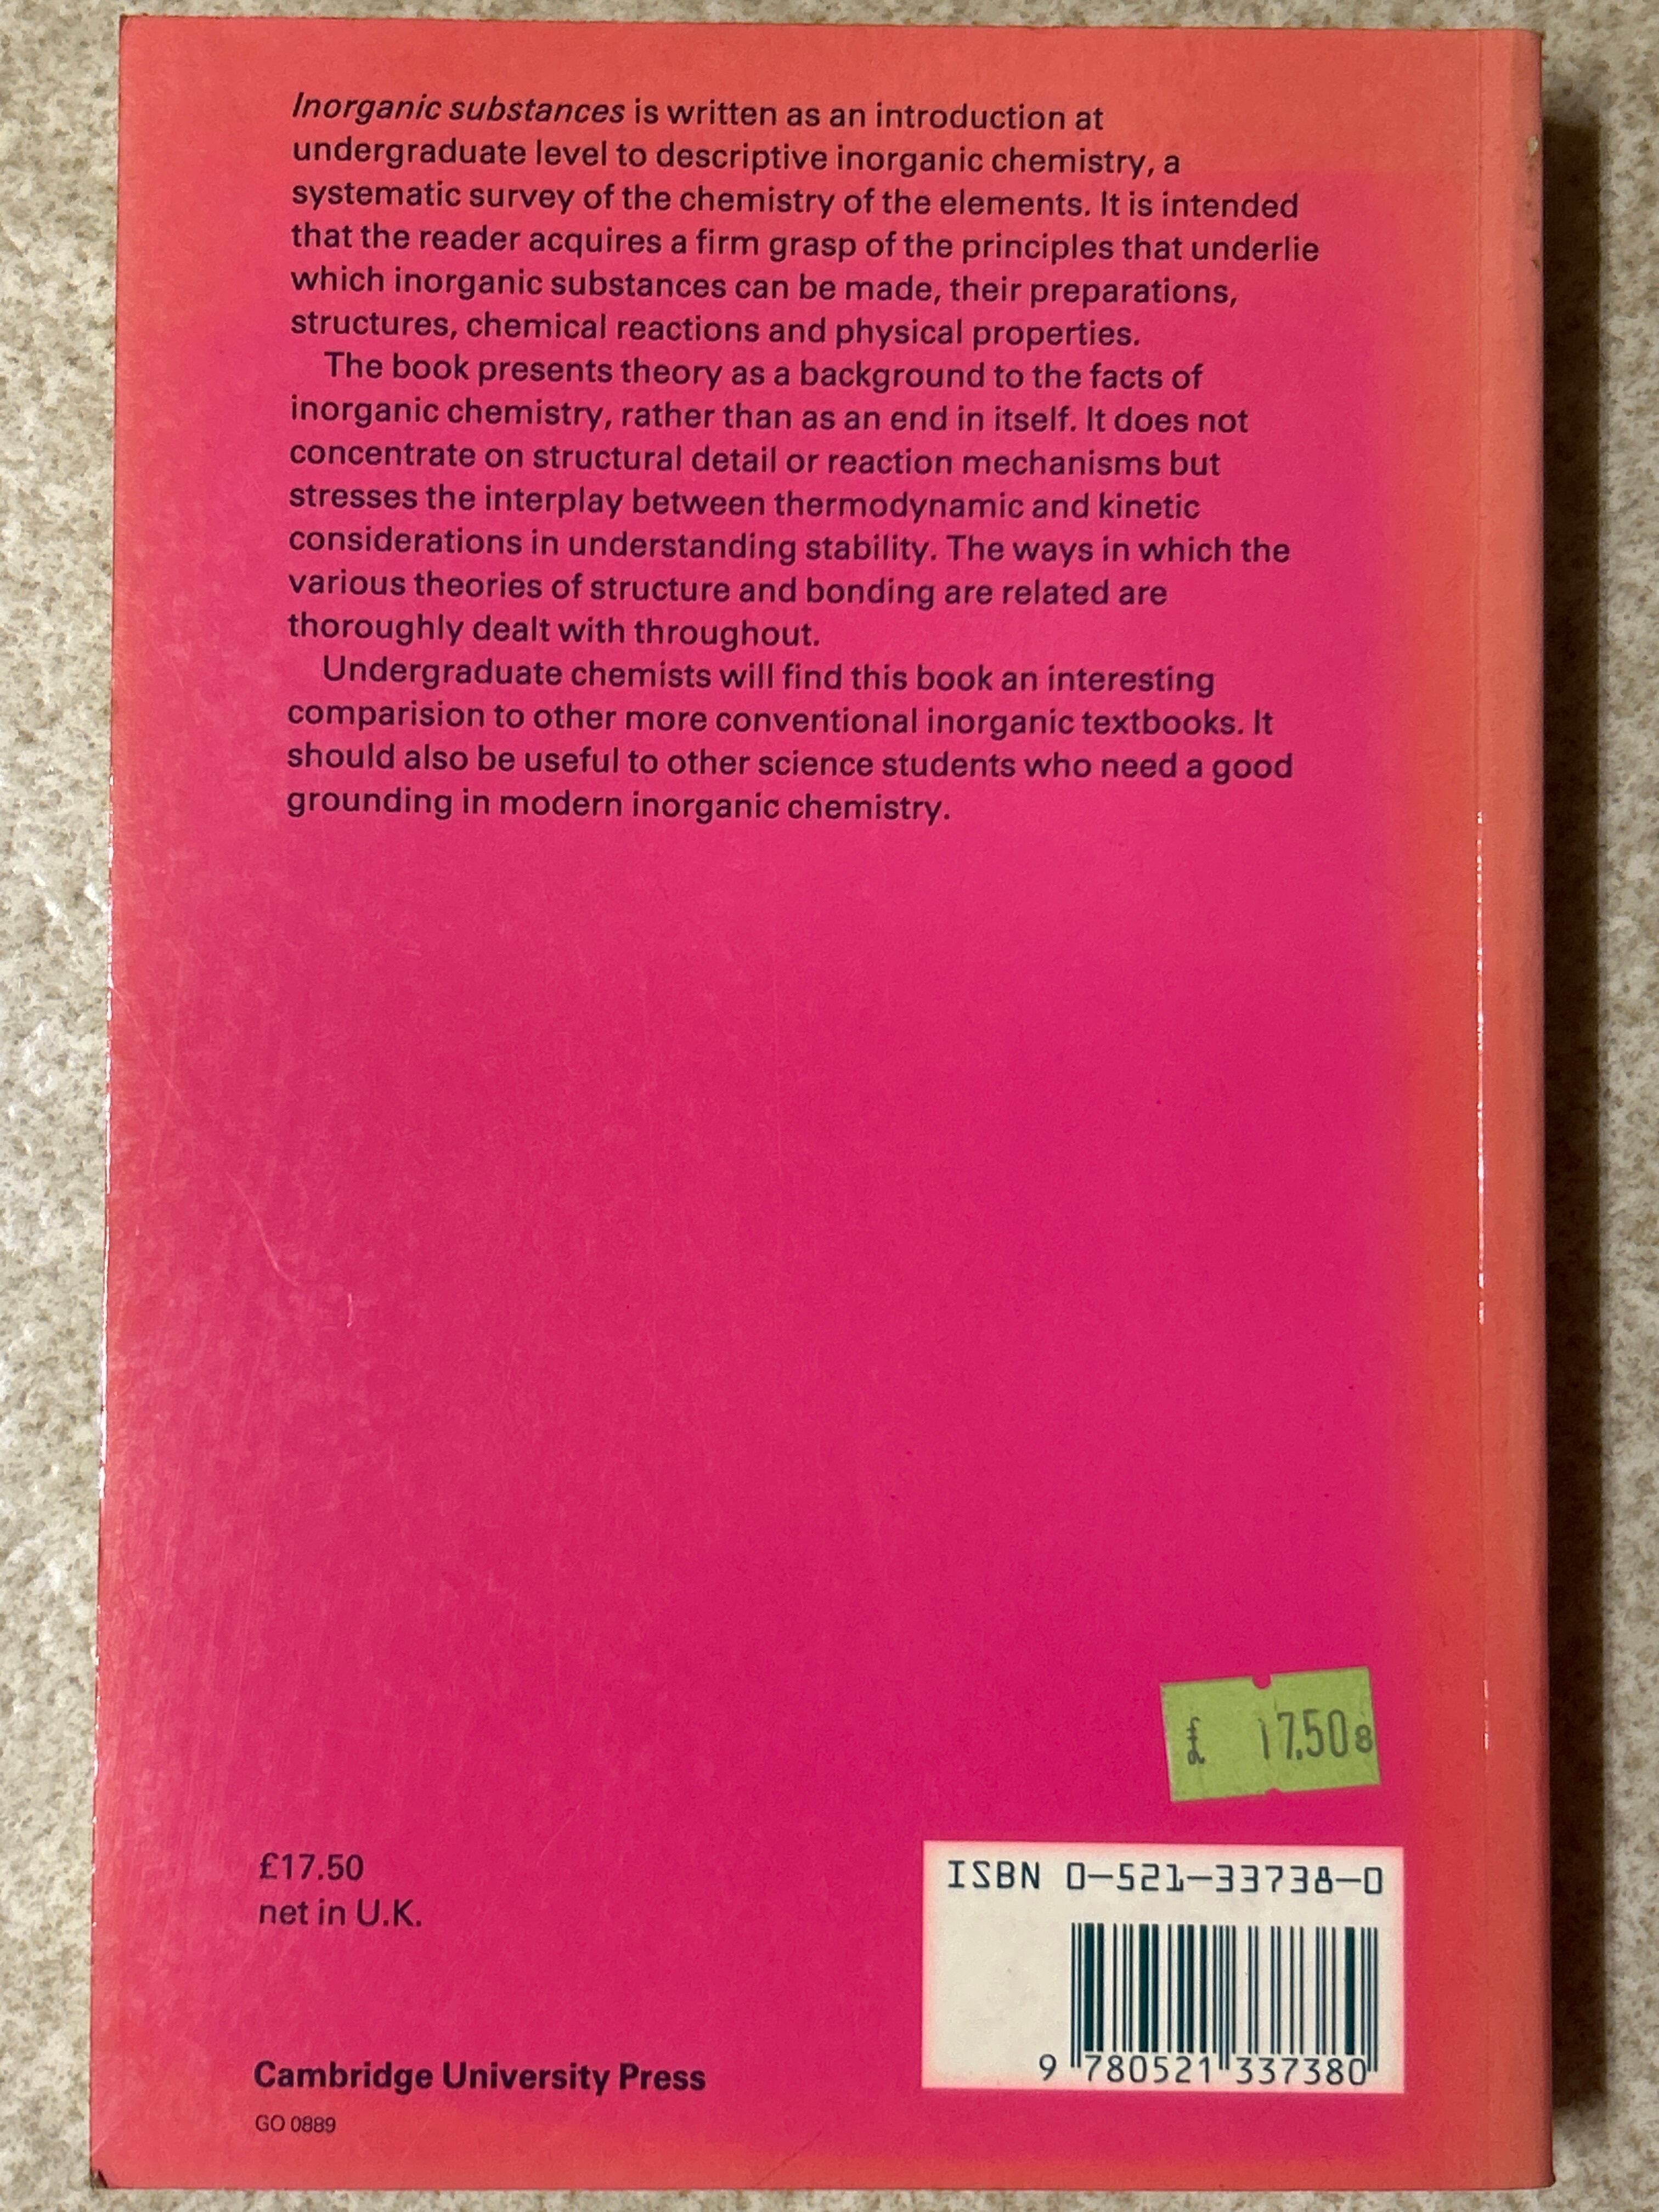 Inorganic substances is written as an introduction at
undergraduate level to descriptive inorganic chemistry, a
systematic survey of the chemistry of the elements. It is intended
that the reader acquires a firm grasp of the principles that underlie
which inorganic substances can be made, their preparations,
structures, chemical reactions and physical properties.
The book presents theory as a background to the facts of
inorganic chemistry, rather than as an end in itself. It does not
concentrate on structural detail or reaction mechanisms but
stresses the interplay between thermodynamic and kinetic
considerations in understanding stability. The ways in which the
various theories of structure and bonding are related are
thoroughly dealt with throughout.
Undergraduate chemists will find this book an interesting
comparision to other more conventional inorganic textbooks. It
should also be useful to other science students who need a good
grounding in modern inorganic chemistry.
£ 17.50 8
£17.50
net in U.K.
ISBN 0-521-33738-0
9 780521 337380
Cambridge University Press
GO 0889